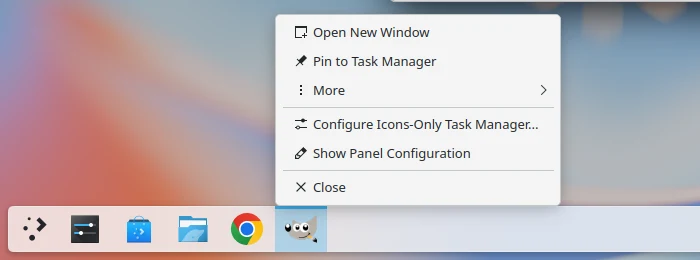 Open New Window
Pin to Task Manager
More
Configure Icons-Only Task Manager...
Show Panel Configuration
Close